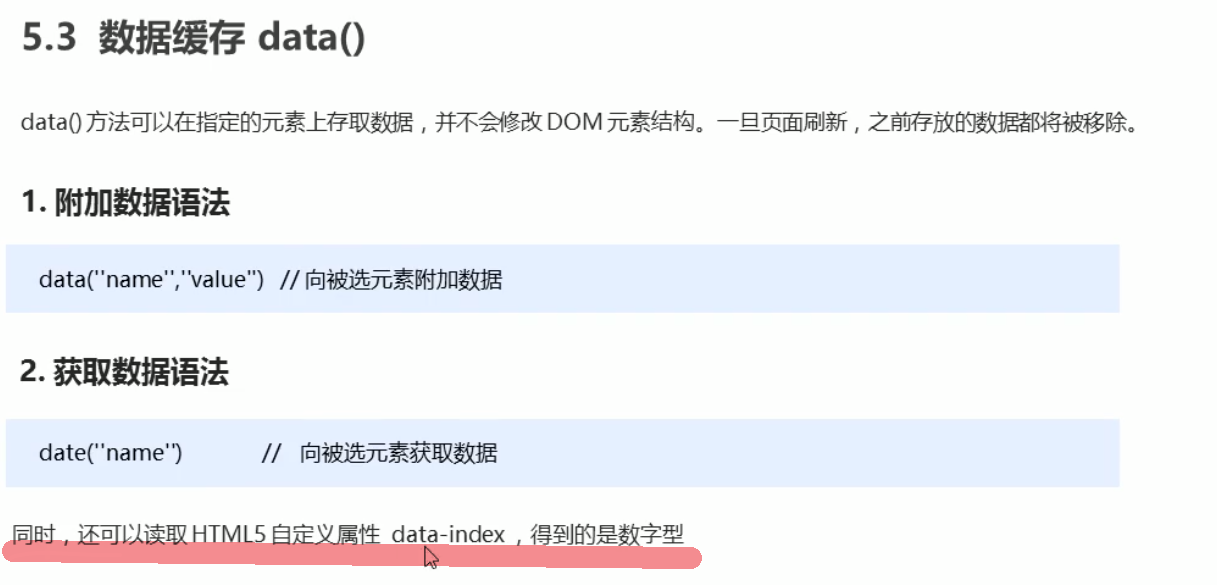 5.3 数据缓存 data()
data()方法可以在指定的元素上存取数据，并不会修改 DOM 元素结构。一旦页面刷新，之前存放的数据都将被移除。
1. 附加数据语法
data(''name'',''value'') // 向被选元素附加数据
2. 获取数据语法
date(''name'') // 向被选元素获取数据
同时，还可以读取 HTML5 自定义属性 data-index ，得到的是数字型